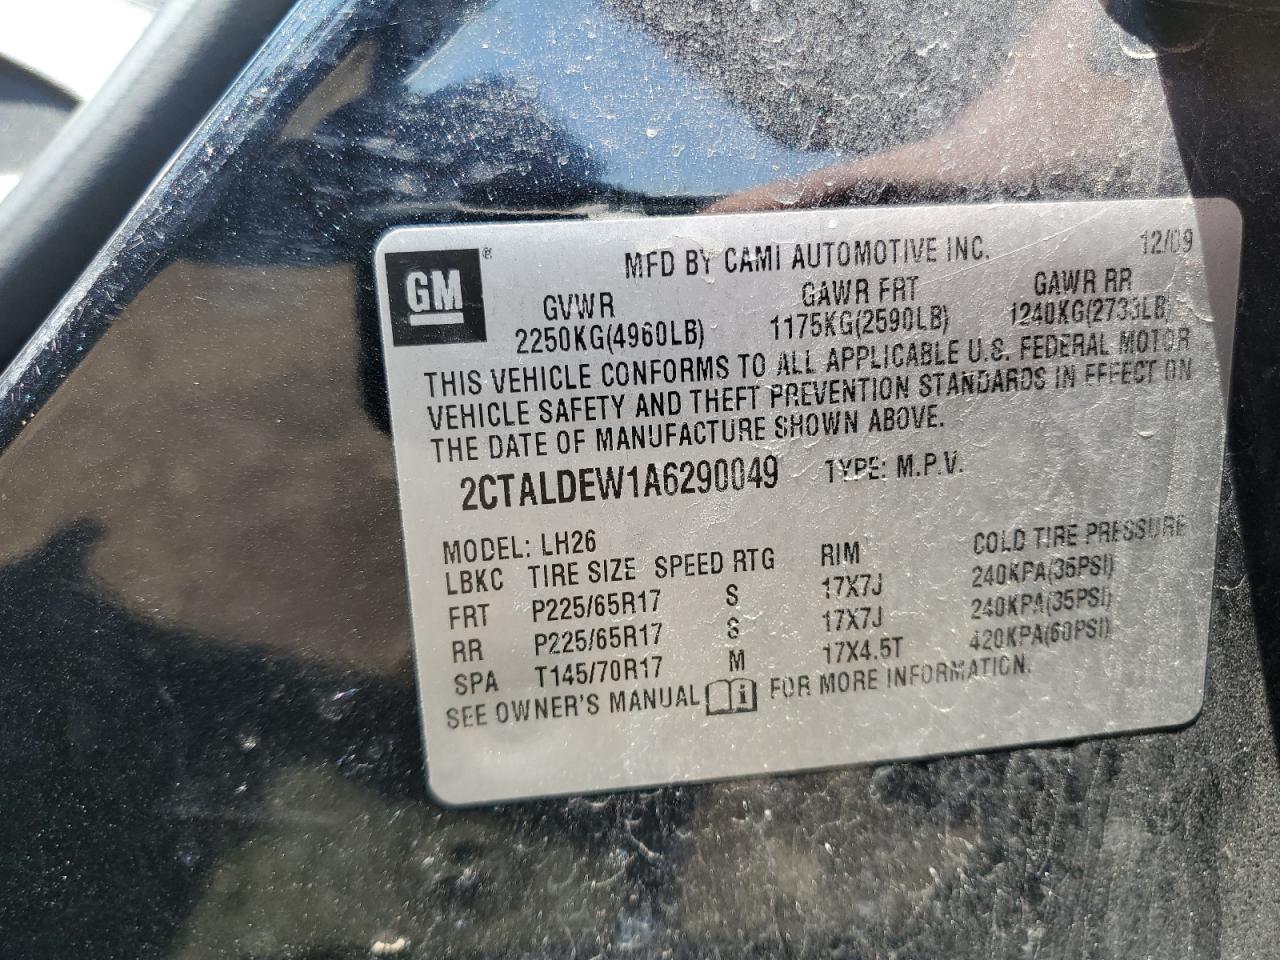 GM ® MFD BY CAMI AUTOMOTIVE INC. 12/09
GVWR GAWR FRT GAWR RR
2250KG(4960LB) 1175KG(2590LB) 1240KG(2733LB)
THIS VEHICLE CONFORMS TO ALL APPLICABLE U.S. FEDERAL MOTOR
VEHICLE SAFETY AND THEFT PREVENTION STANDARDS IN EFFECT ON
THE DATE OF MANUFACTURE SHOWN ABOVE.
2CTALDEW1A6290049 TYPE: M.P.V.
MODEL: LH26
LBKC TIRE SIZE SPEED RTG RIM COLD TIRE PRESSURE
FRT P225/65R17 S 17X7J 240KPA(35PSI)
RR P225/65R17 S 17X7J 240KPA(35PSI)
SPA T145/70R17 M 17X4.5T 420KPA(60PSI)
SEE OWNER'S MANUAL i FOR MORE INFORMATION.